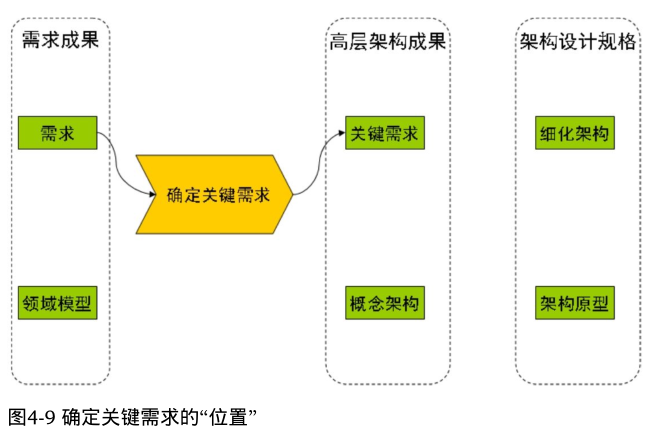 需求成果
高层架构成果
架构设计规格
需求
关键需求
细化架构
确定关键需求
领域模型
概念架构
架构原型
图4-9 确定关键需求的“位置”